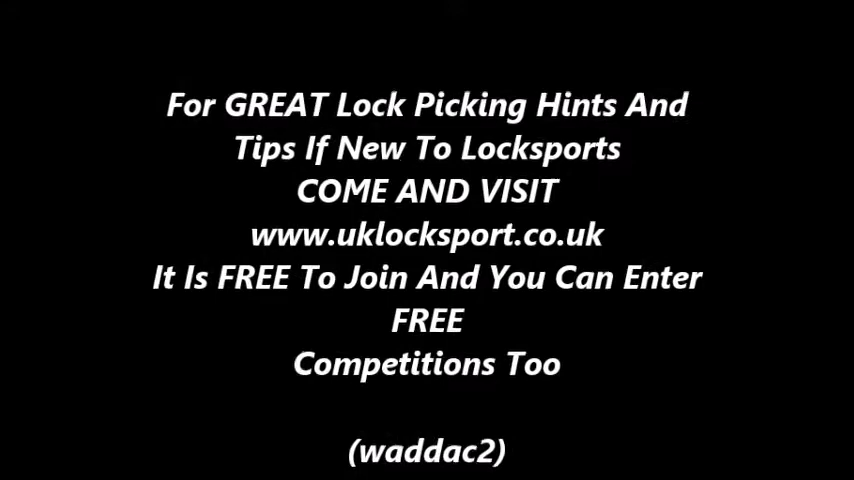 For GREAT Lock Picking Hints And
Tips If New To Locksports
COME AND VISIT
www.uklocksport.co.uk
It Is FREE To Join And You Can Enter
FREE
Competitions Too
(waddac2)